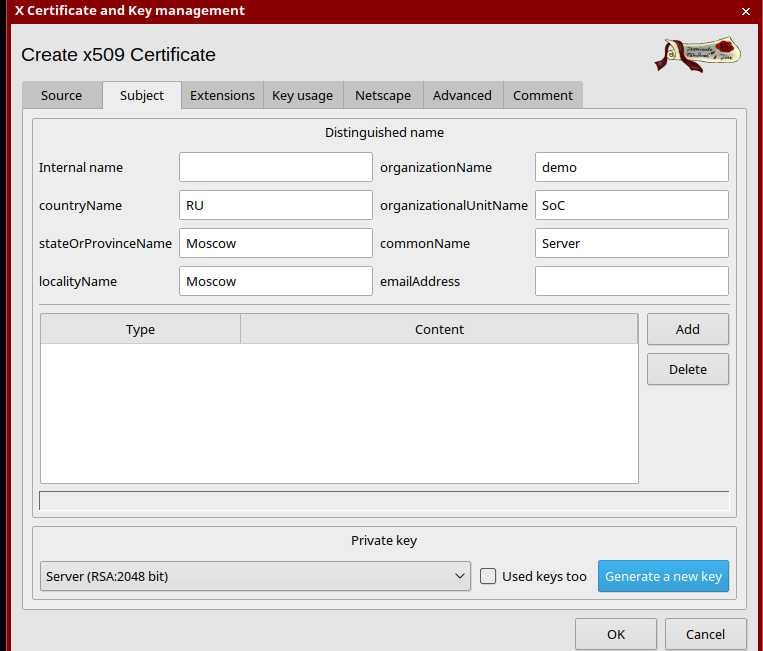 X Certificate and Key management
Create x509 Certificate
Source Subject Extensions Key usage Netscape Advanced Comment
Distinguished name
Internal name organizationName demo
countryName RU organizationalUnitName SoC
stateOrProvinceName Moscow commonName Server
localityName Moscow emailAddress
Type Content Add
Delete
Private key
Server (RSA:2048 bit) Used keys too Generate a new key
OK Cancel